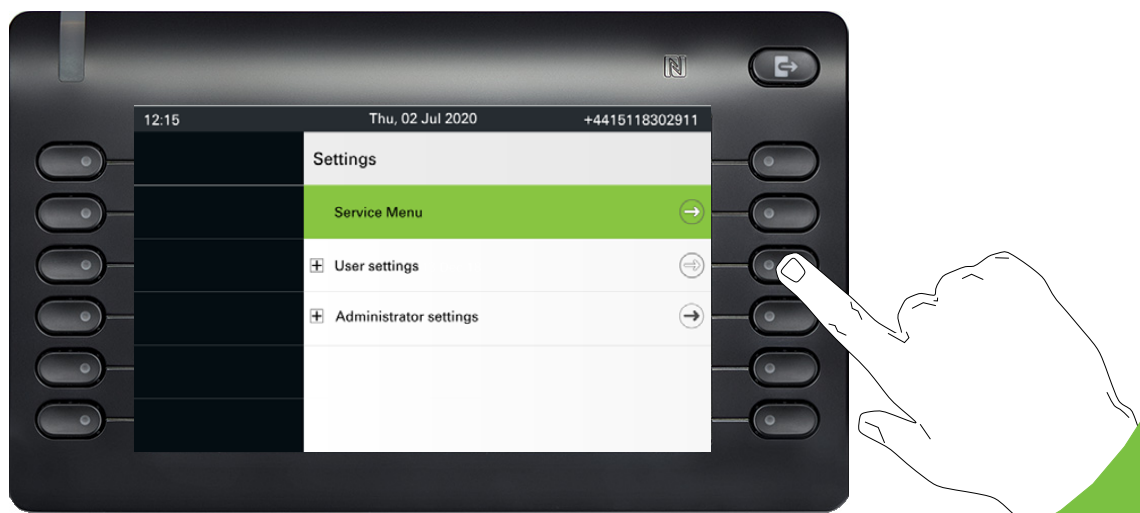 12:15 Thu, 02 Jul 2020 +4415118302911
Settings
Service Menu
User settings
Administrator settings